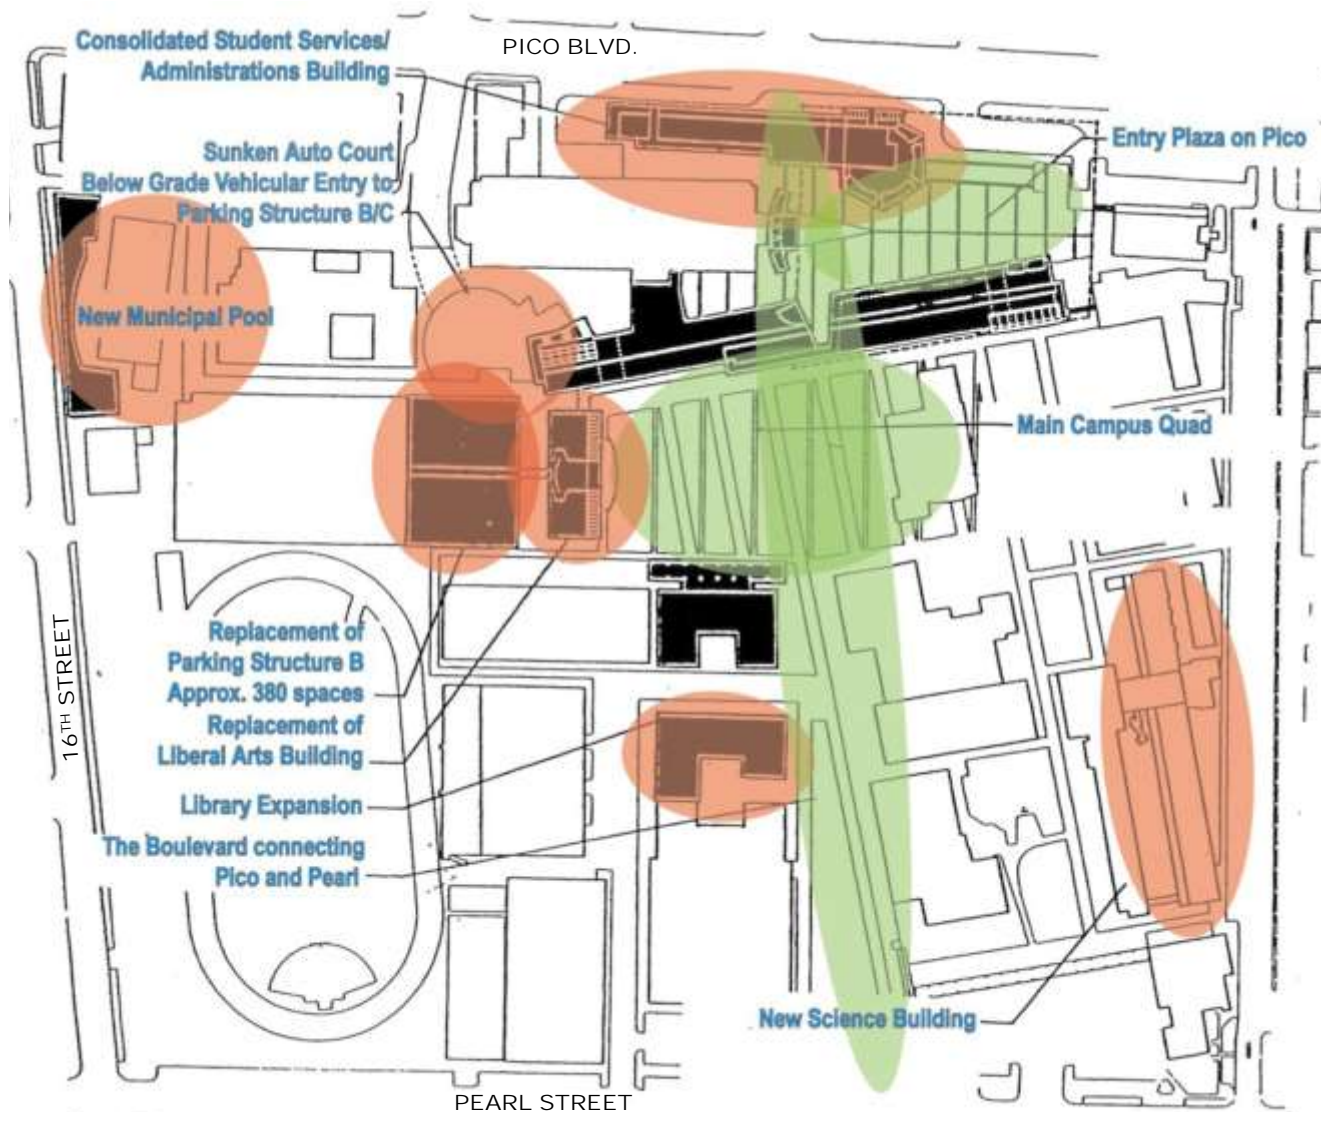 PICO BLVD.
Consolidated Student Services/
Administrations Building
Entry Plaza on Pico
Sunken Auto Court
Below Grade Vehicular Entry to
Parking Structure B/C
New Municipal Pool
Main Campus Quad
16TH STREET
Replacement of
Parking Structure B
Approx. 380 spaces
Replacement of
Liberal Arts Building
Library Expansion
The Boulevard connecting
Pico and Pearl
New Science Building
PEARL STREET